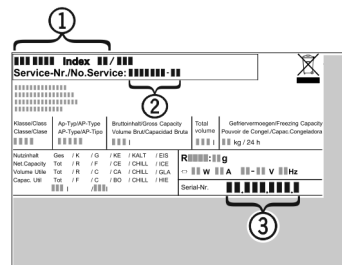 1
Index /
Service-Nr./No.Service: -
2
Klasse/Class Ap-Typ/AP-Type Bruttoinhalt/Gross Capacity Total Gefriervermoegen/Freezing Capacity
Classe/Clase AP-Type/AP-Tipo Volume Brut/Capacidad Bruta volume Pouvoir de Congel./Capac.Congeladora
l l kg / 24 h
Nutzinhalt Ges / K / G / KE / KALT / EIS
Net.Capacity Tot / R / F / CE / CHILL / ICE
Volume Utile Tot / R / C / CA / CHILL / GLA
Capac. Util Tot / F / C / BO / CHILL / HIE
l / l
R : g
W A - V Hz
Serial-Nr.
3